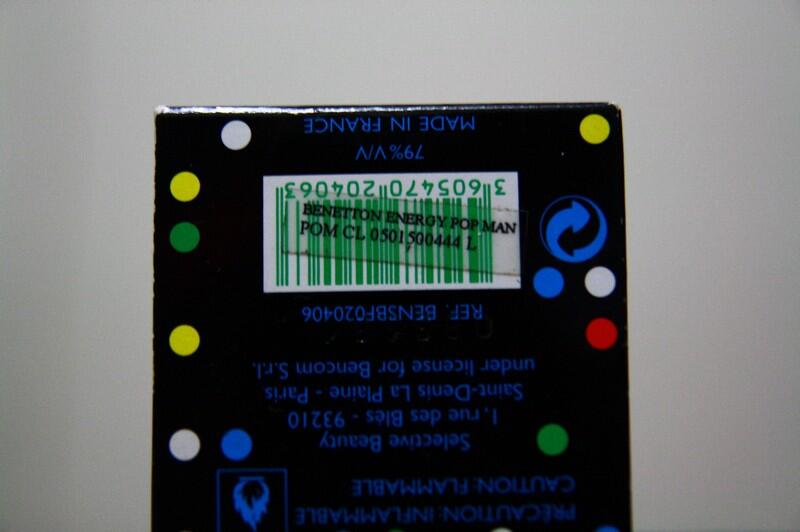 PRÉCAUTION: INFLAMMABLE
CAUTION: FLAMMABLE
Selective Beauty
1, rue des Blés - 93210
Saint-Denis La Plaine - Paris
under license for Bencom S.r.l.
REF. BENSBF020406
3 605470 204063
79% V/V
MADE IN FRANCE
BENETTON ENERGY POP MAN
POM CL 0501500444 L